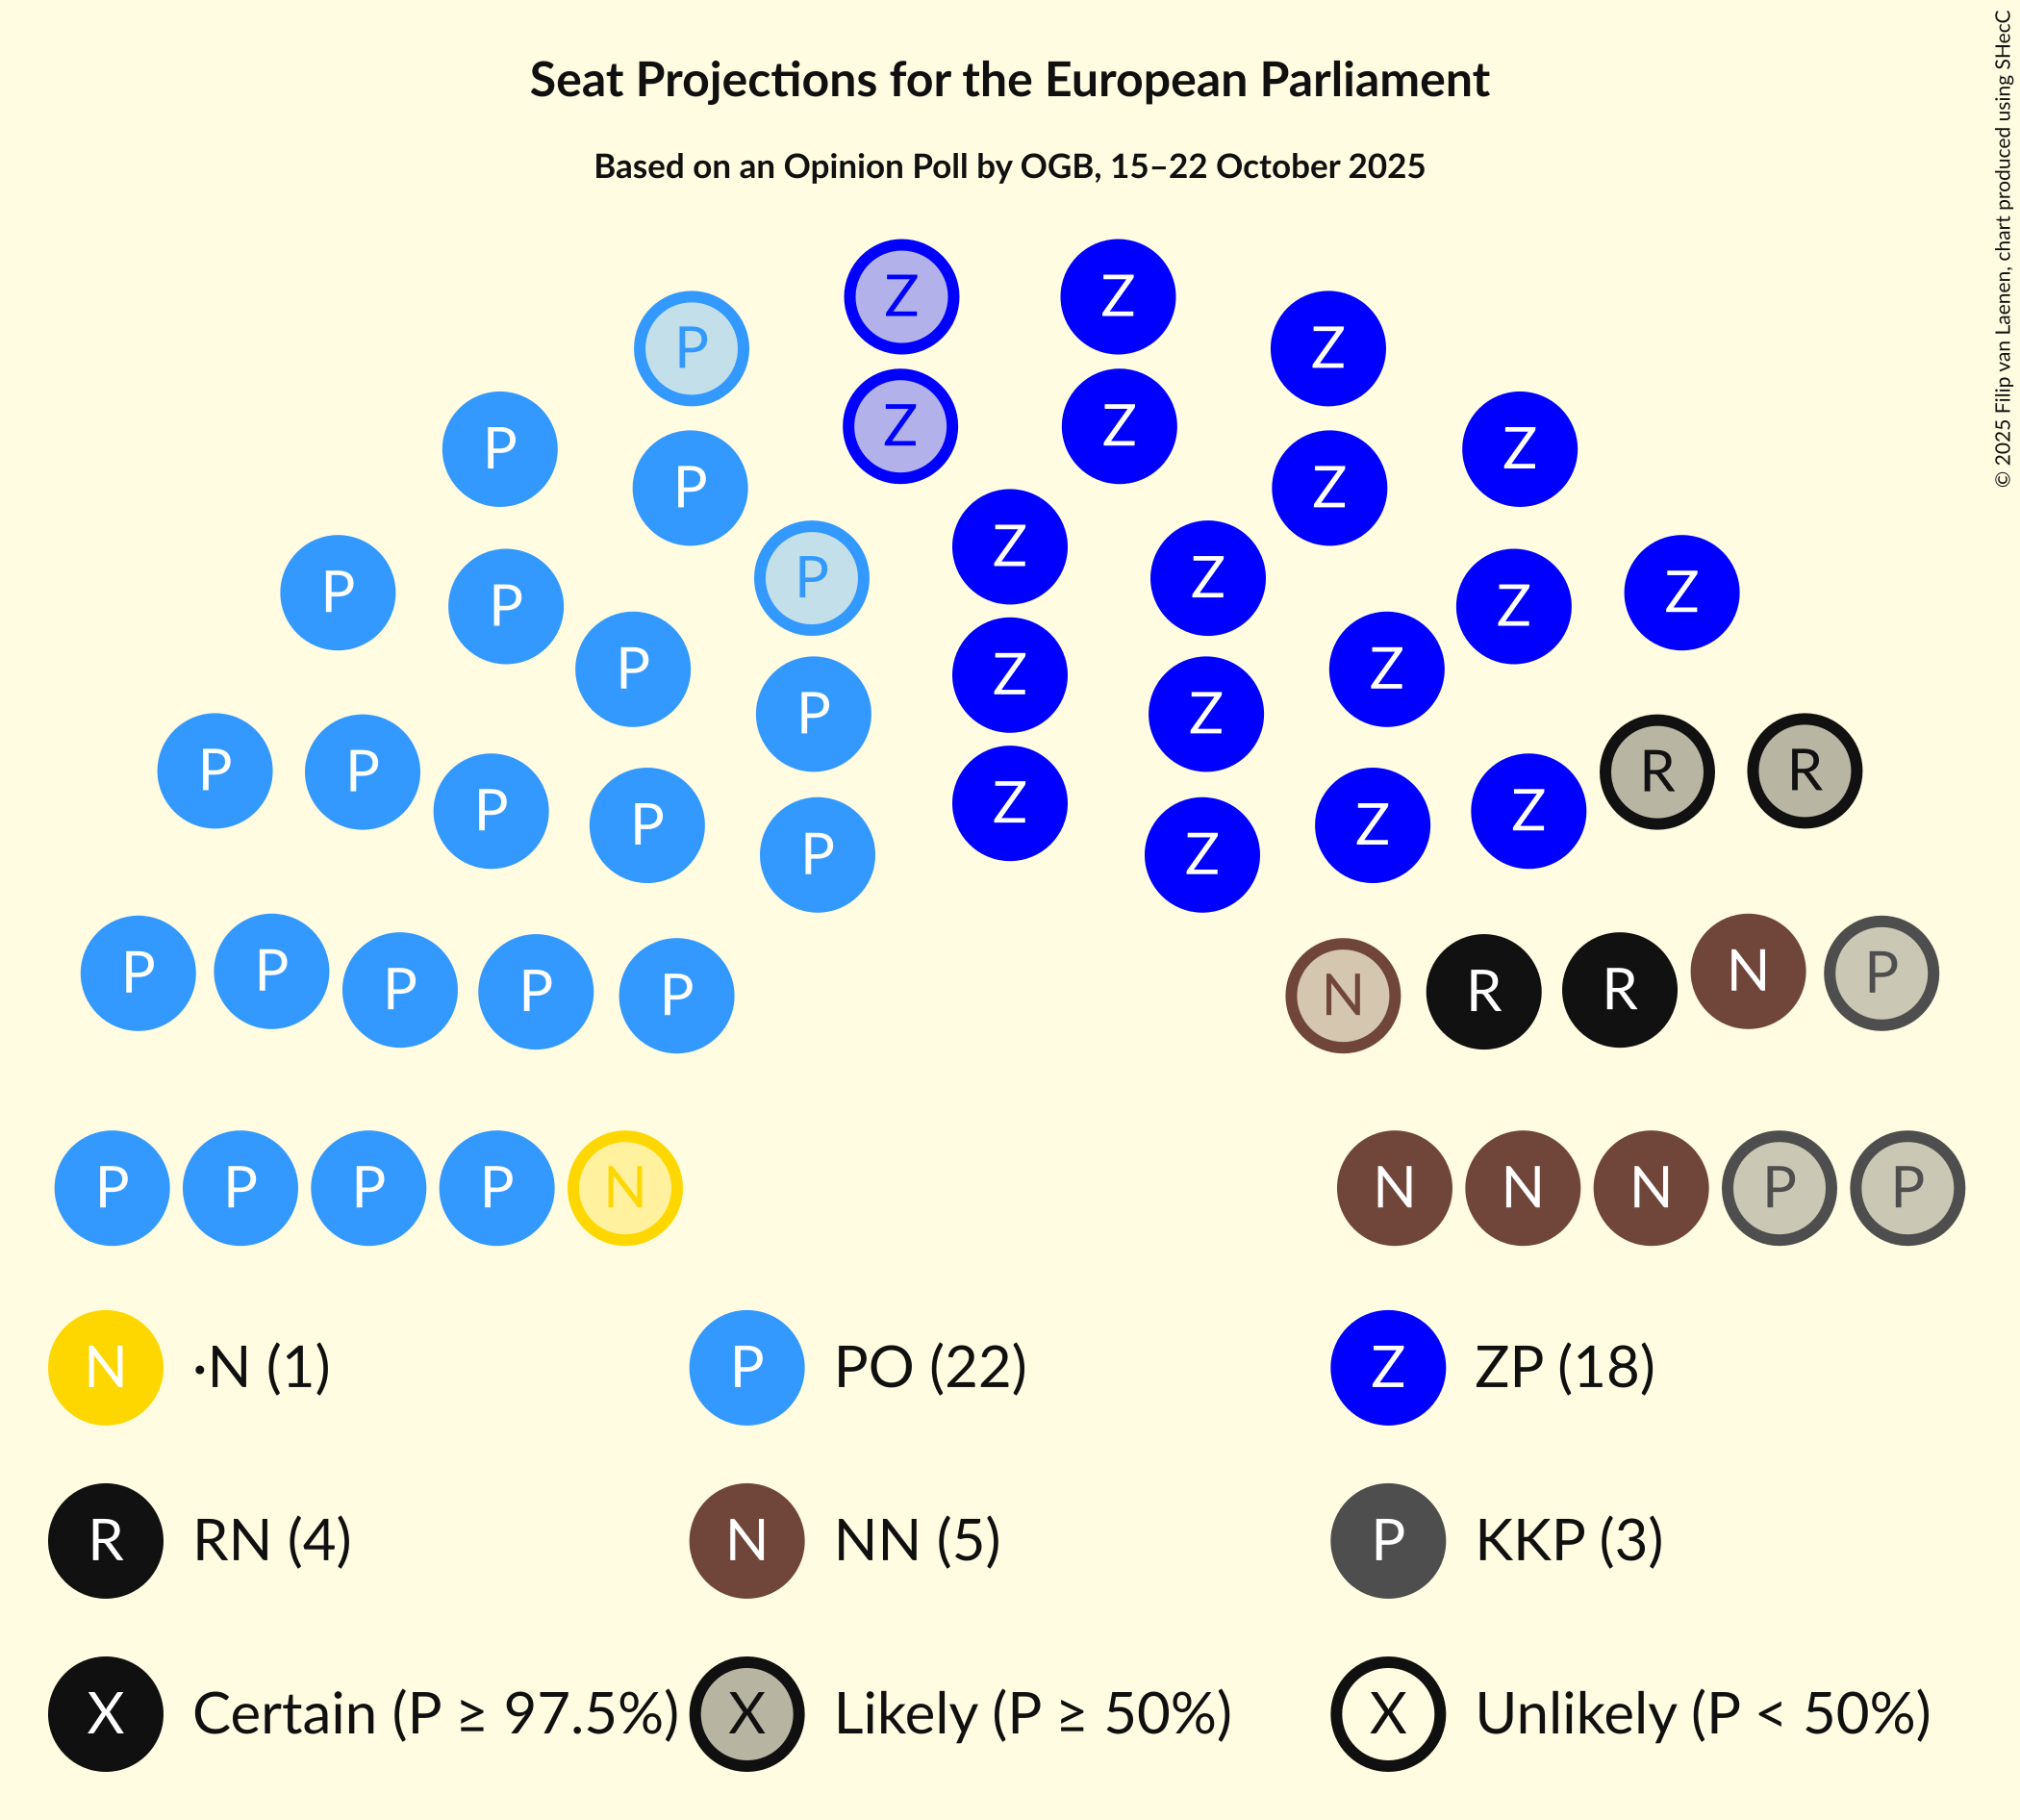 Seat Projections for the European Parliament
Based on an Opinion Poll by OGB, 15–22 October 2025
© 2025 Filip van Laenen, chart produced using SHecC
Z Z
P Z
Z Z
P Z
P P Z
Z
P Z
P P Z Z
P Z
P Z
P Z
P P R R
P Z
P Z
P Z
P P P P P N R R N P
P P P P N N N N P P
N ·N (1) P PO (22) Z ZP (18)
R RN (4) N NN (5) P KKP (3)
X Certain (P ≥ 97.5%) X Likely (P ≥ 50%) X Unlikely (P < 50%)